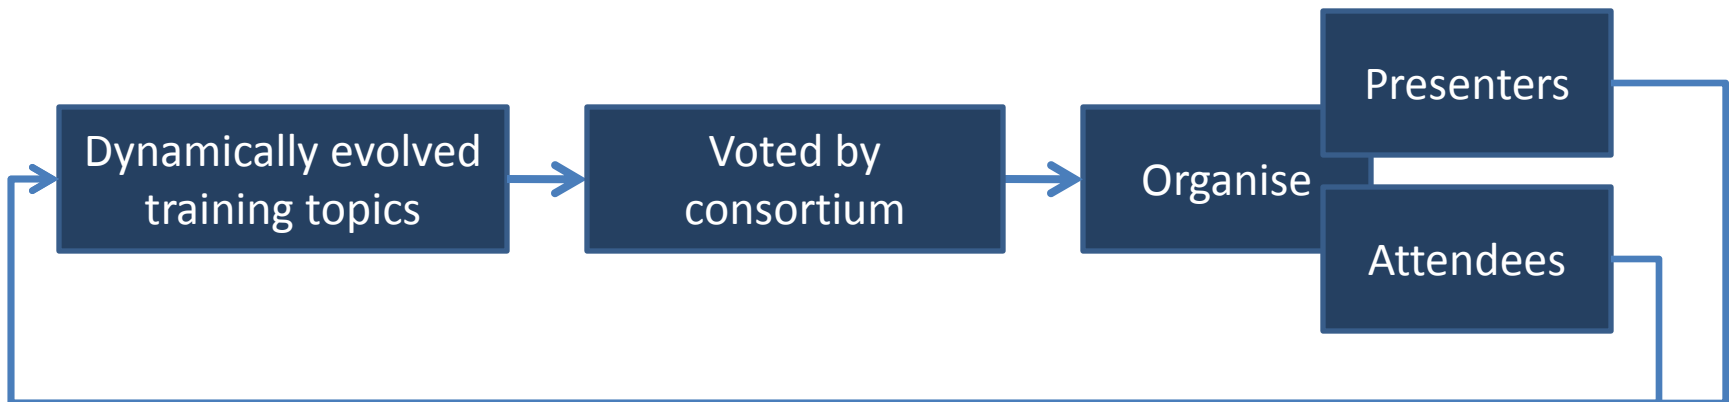 Dynamically evolved
training topics
Voted by
consortium
Organise
Presenters
Attendees